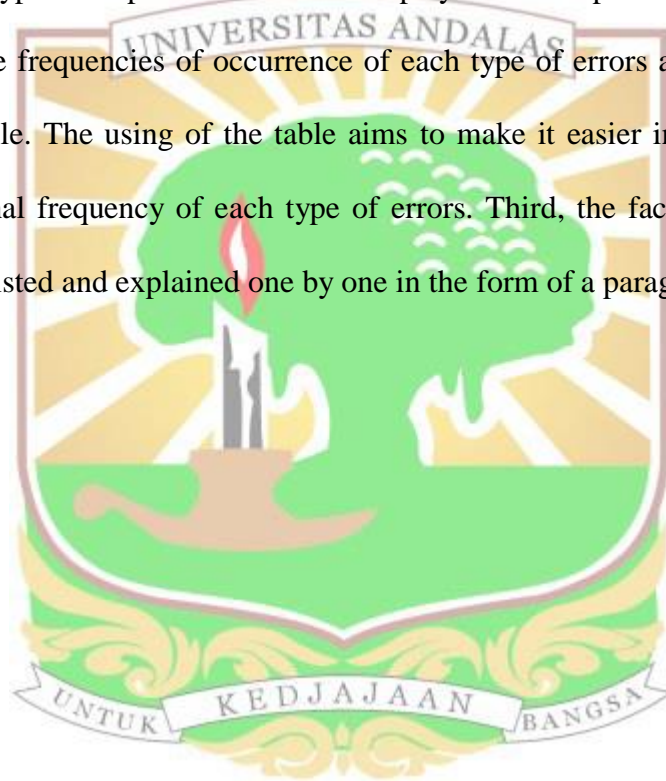 UNIVERSITAS ANDALAS
frequencies of occurrence of each type of errors
The using of the table aims to make it easier
frequency of each type of errors. Third, the
and explained one by one in the form of a
UNTUK KEDJAJAAN BANGSA